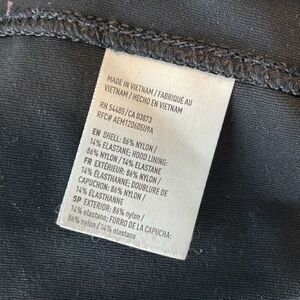 MADE IN VIETNAM / FABRIQUÉ AU
VIETNAM / HECHO EN VIETNAM
RN 54485 / CA 03873
RFC# AEM120605U9A
EN SHELL: 86% NYLON /
14% ELASTANE; HOOD LINING:
86% NYLON / 14% ELASTANE
FR EXTÉRIEUR: 86% NYLON /
14% ÉLASTHANNE; DOUBLURE DE
CAPUCHON: 86% NYLON /
14% ÉLASTHANNE
SP EXTERIOR: 86% nylon /
14% elastano; FORRO DE LA CAPUCHA:
86% nylon / 14% elastano